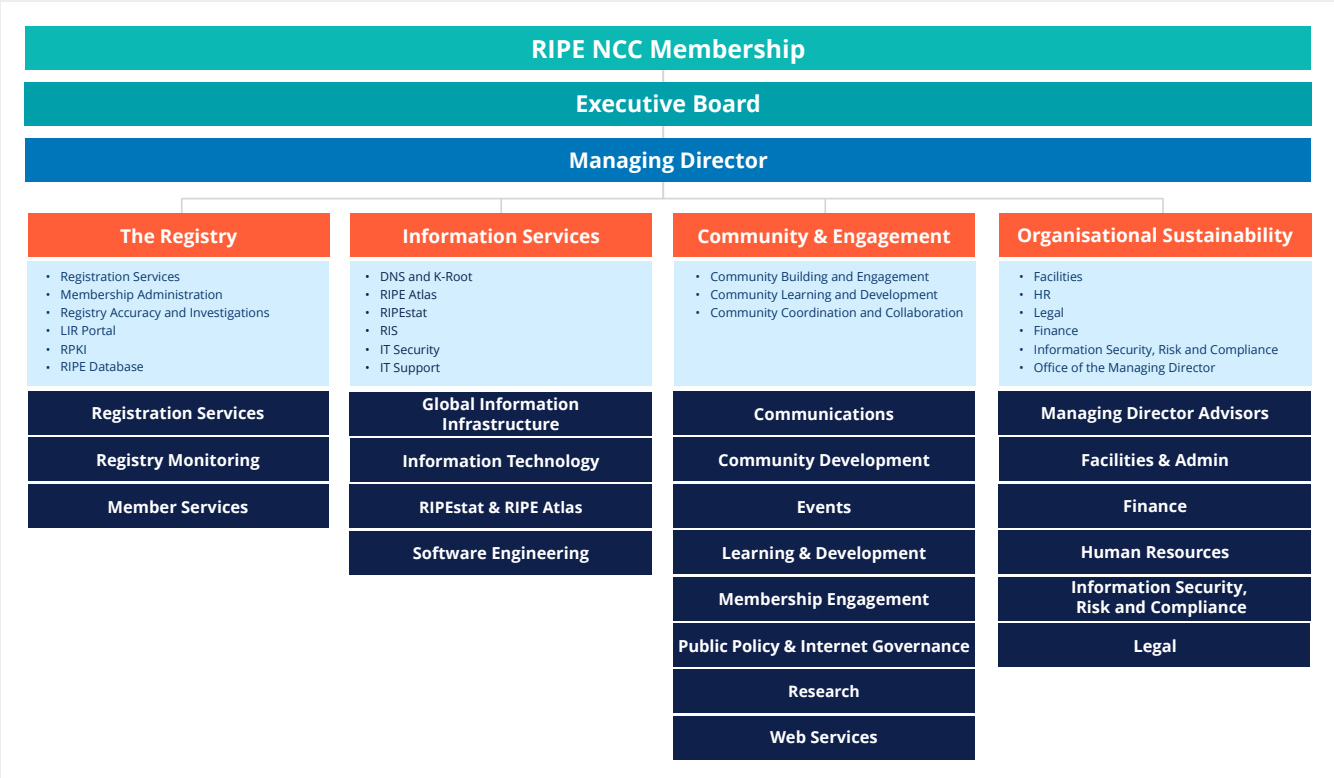 RIPE NCC Membership
Executive Board
Managing Director
The Registry
• Registration Services
• Membership Administration
• Registry Accuracy and Investigations
• LIR Portal
• RPKI
• RIPE Database
Registration Services
Registry Monitoring
Member Services
Information Services
• DNS and K-Root
• RIPE Atlas
• RIPEstat
• RIS
• IT Security
• IT Support
Global Information
Infrastructure
Information Technology
RIPEstat & RIPE Atlas
Software Engineering
Community & Engagement
• Community Building and Engagement
• Community Learning and Development
• Community Coordination and Collaboration
Communications
Community Development
Events
Learning & Development
Membership Engagement
Public Policy & Internet Governance
Research
Web Services
Organisational Sustainability
• Facilities
• HR
• Legal
• Finance
• Information Security, Risk and Compliance
• Office of the Managing Director
Managing Director Advisors
Facilities & Admin
Finance
Human Resources
Information Security,
Risk and Compliance
Legal